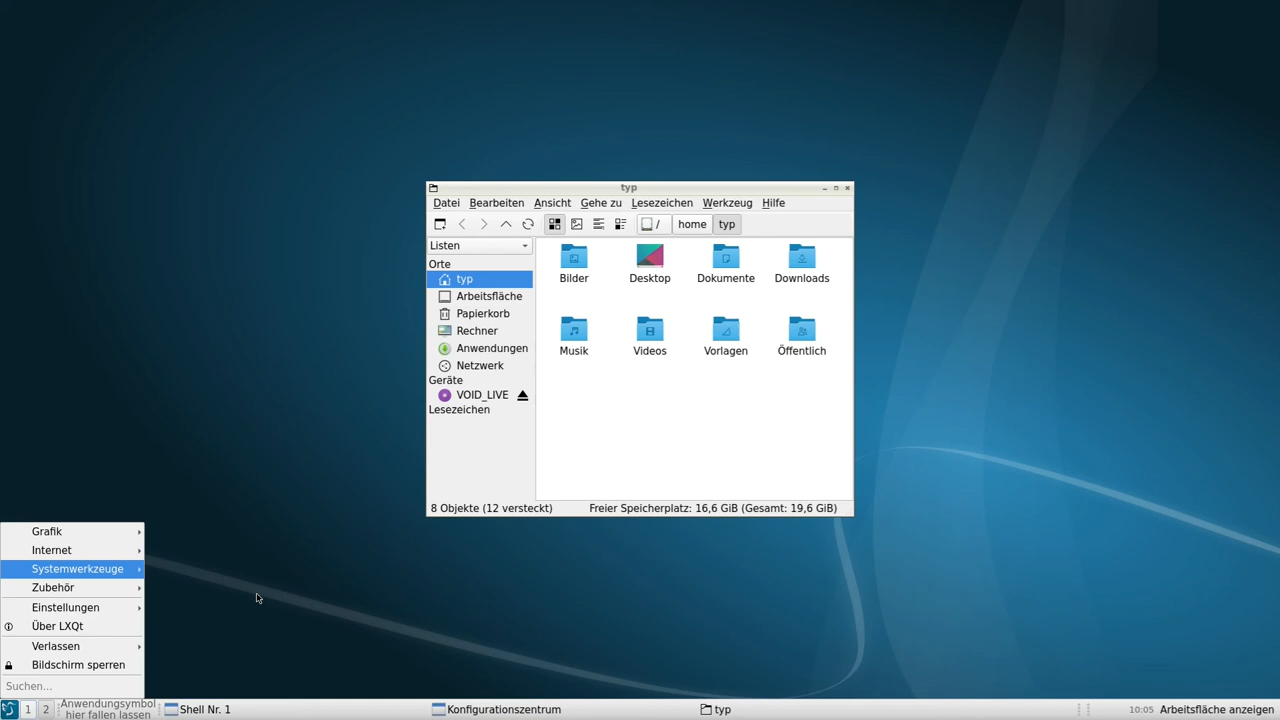 typ
Datei Bearbeiten Ansicht Gehe zu Lesezeichen Werkzeug Hilfe
/ home typ
Listen
Orte
typ
Arbeitsfläche
Papierkorb
Rechner
Anwendungen
Netzwerk
Geräte
VOID_LIVE
Lesezeichen
Bilder Desktop Dokumente Downloads
Musik Videos Vorlagen Öffentlich
8 Objekte (12 versteckt) Freier Speicherplatz: 16,6 GiB (Gesamt: 19,6 GiB)
Grafik
Internet
Systemwerkzeuge
Zubehör
Einstellungen
Über LXQt
Verlassen
Bildschirm sperren
Suchen...
1 2 Anwendungsymbol
hier fallen lassen
Shell Nr. 1 Konfigurationszentrum typ 10:05 Arbeitsfläche anzeigen